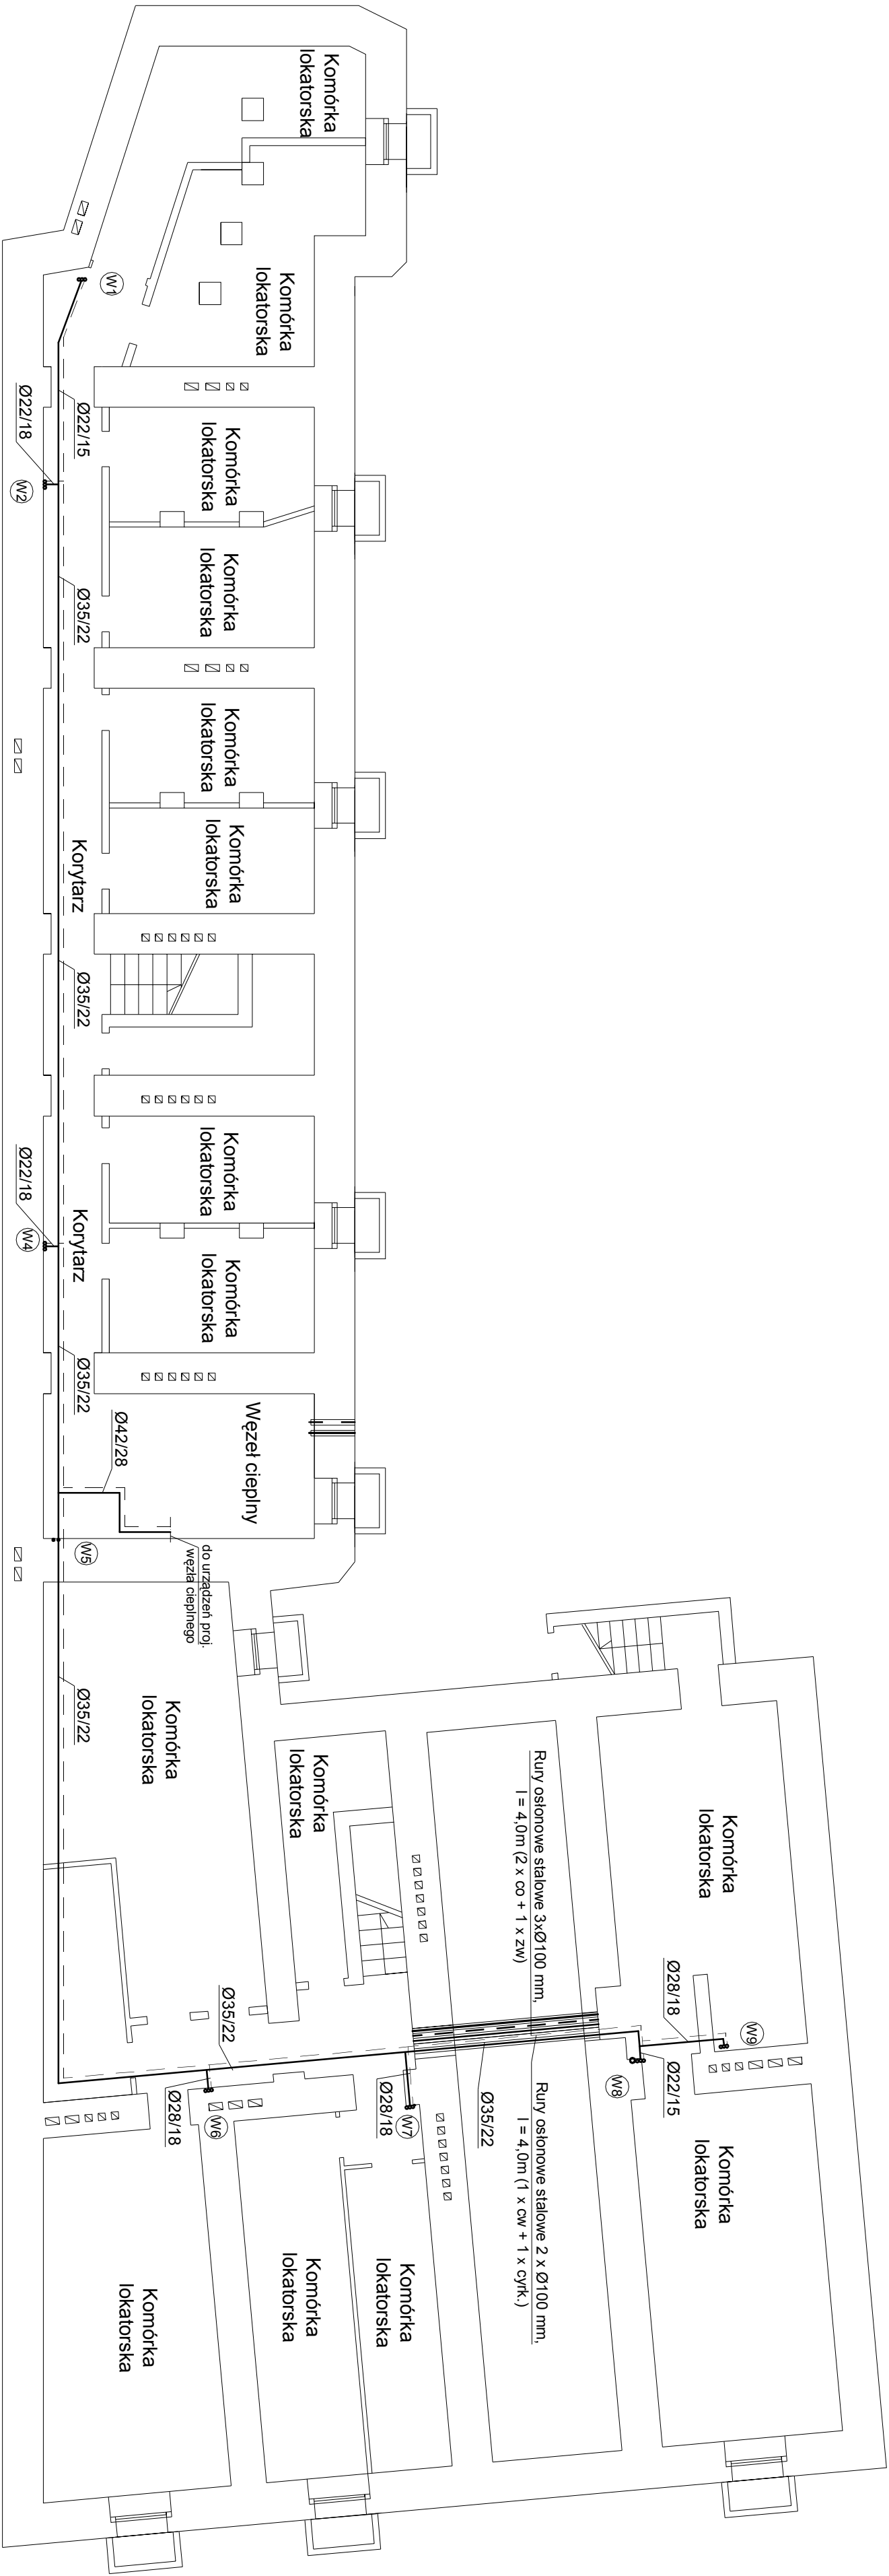 Komórka
lokatorska
W1
Komórka
lokatorska
Ø22/15
Ø22/18
W2
Komórka
lokatorska
Komórka
lokatorska
Ø35/22
Komórka
lokatorska
Komórka
lokatorska
Korytarz
Ø35/22
Komórka
lokatorska
Ø22/18
W4
Korytarz
Komórka
lokatorska
Ø35/22
Węzeł cieplny
Ø42/28
W5
do urządzeń proj.
węzła cieplnego
Ø35/22
Komórka
lokatorska
Komórka
lokatorska
Rury osłonowe stalowe 3xØ100 mm,
l = 4,0m (2 x co + 1 x zw)
Komórka
lokatorska
Ø28/18
W9
Ø22/15
W8
Ø35/22
Ø28/18
W6
Ø28/18
W7
Ø35/22
Rury osłonowe stalowe 2 x Ø100 mm,
l = 4,0m (1 x cw + 1 x cyrk.)
Komórka
lokatorska
Komórka
lokatorska
Komórka
lokatorska
Komórka
lokatorska